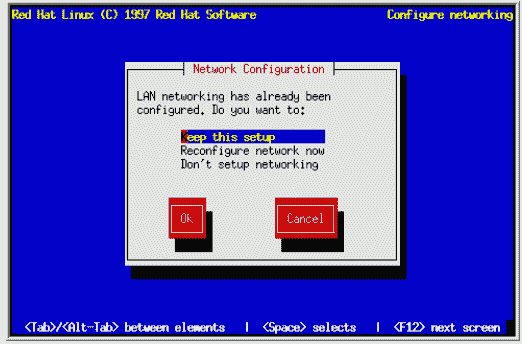 Red Hat Linux (C) 1997 Red Hat Software Configure networking
Network Configuration
LAN networking has already been
configured. Do you want to:
Keep this setup
Reconfigure network now
Don't setup networking
Ok Cancel
<Tab>/<Alt-Tab> between elements | <Space> selects | <F12> next screen